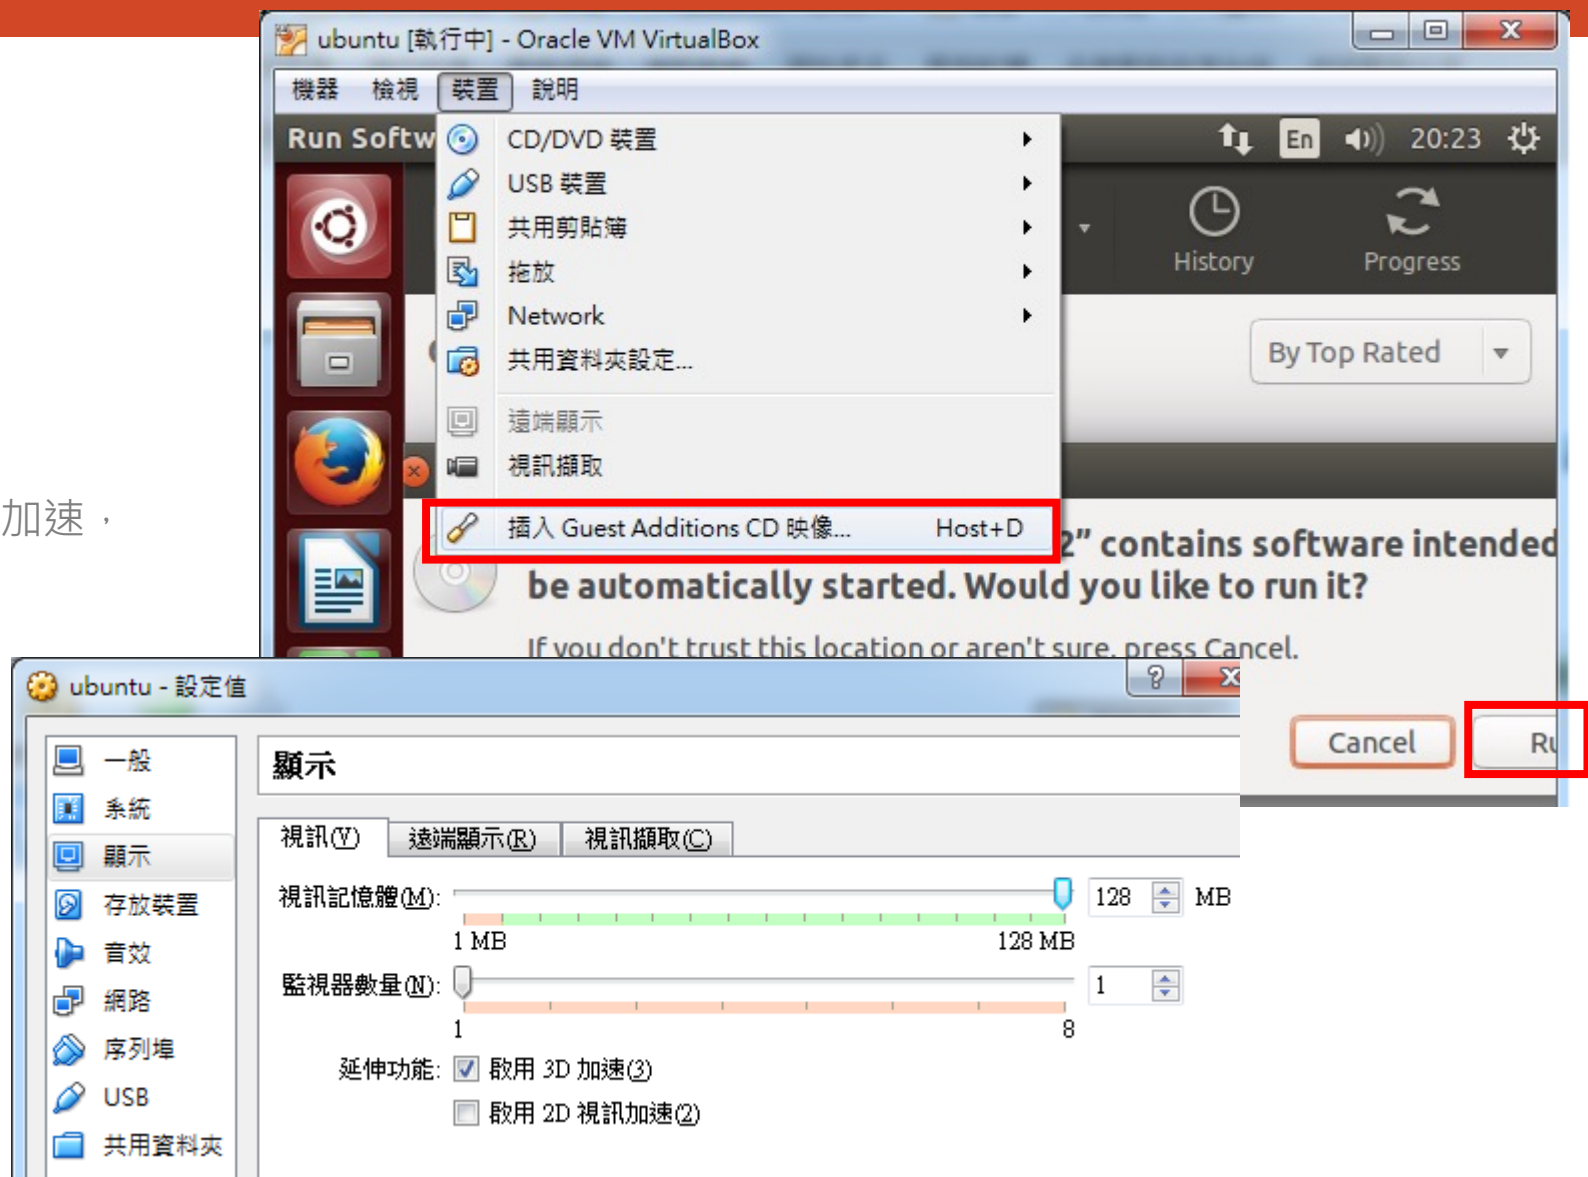 ubuntu [執行中] - Oracle VM VirtualBox
機器 檢視 裝置 說明
Run Softw
En 20:23
CD/DVD 裝置
USB 裝置
共用剪貼簿
拖放
Network
共用資料夾設定...
遠端顯示
視訊擷取
插入 Guest Additions CD 映像... Host+D
History Progress
By Top Rated
加速，
2” contains software intended
be automatically started. Would you like to run it?
If you don't trust this location or aren't sure, press Cancel.
Cancel Ru
ubuntu - 設定值
一般
系統
顯示
存放裝置
音效
網路
序列埠
USB
共用資料夾
顯示
視訊(V) 遠端顯示(R) 視訊擷取(C)
視訊記憶體(M): 128 MB
1 MB 128 MB
監視器數量(N): 1
1 8
延伸功能: 啟用 3D 加速(3)
啟用 2D 視訊加速(2)